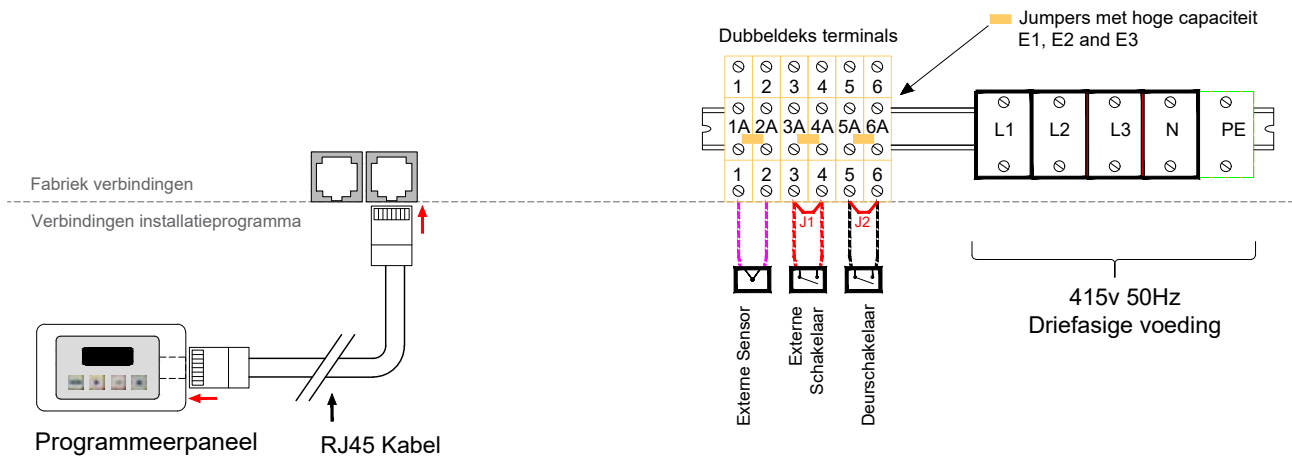 Jumpers met hoge capaciteit
E1, E2 and E3
Dubbeldeks terminals
1 2 3 4 5 6
1A 2A 3A 4A 5A 6A
L1 L2 L3 N PE
1 2 3 4 5 6
Fabriek verbindingen
Verbindingen installatieprogramma
J1 J2
415v 50Hz
Driefasige voeding
Externe Sensor
Externe
Schakelaar
Deurschakelaar
Programmeerpaneel
RJ45 Kabel